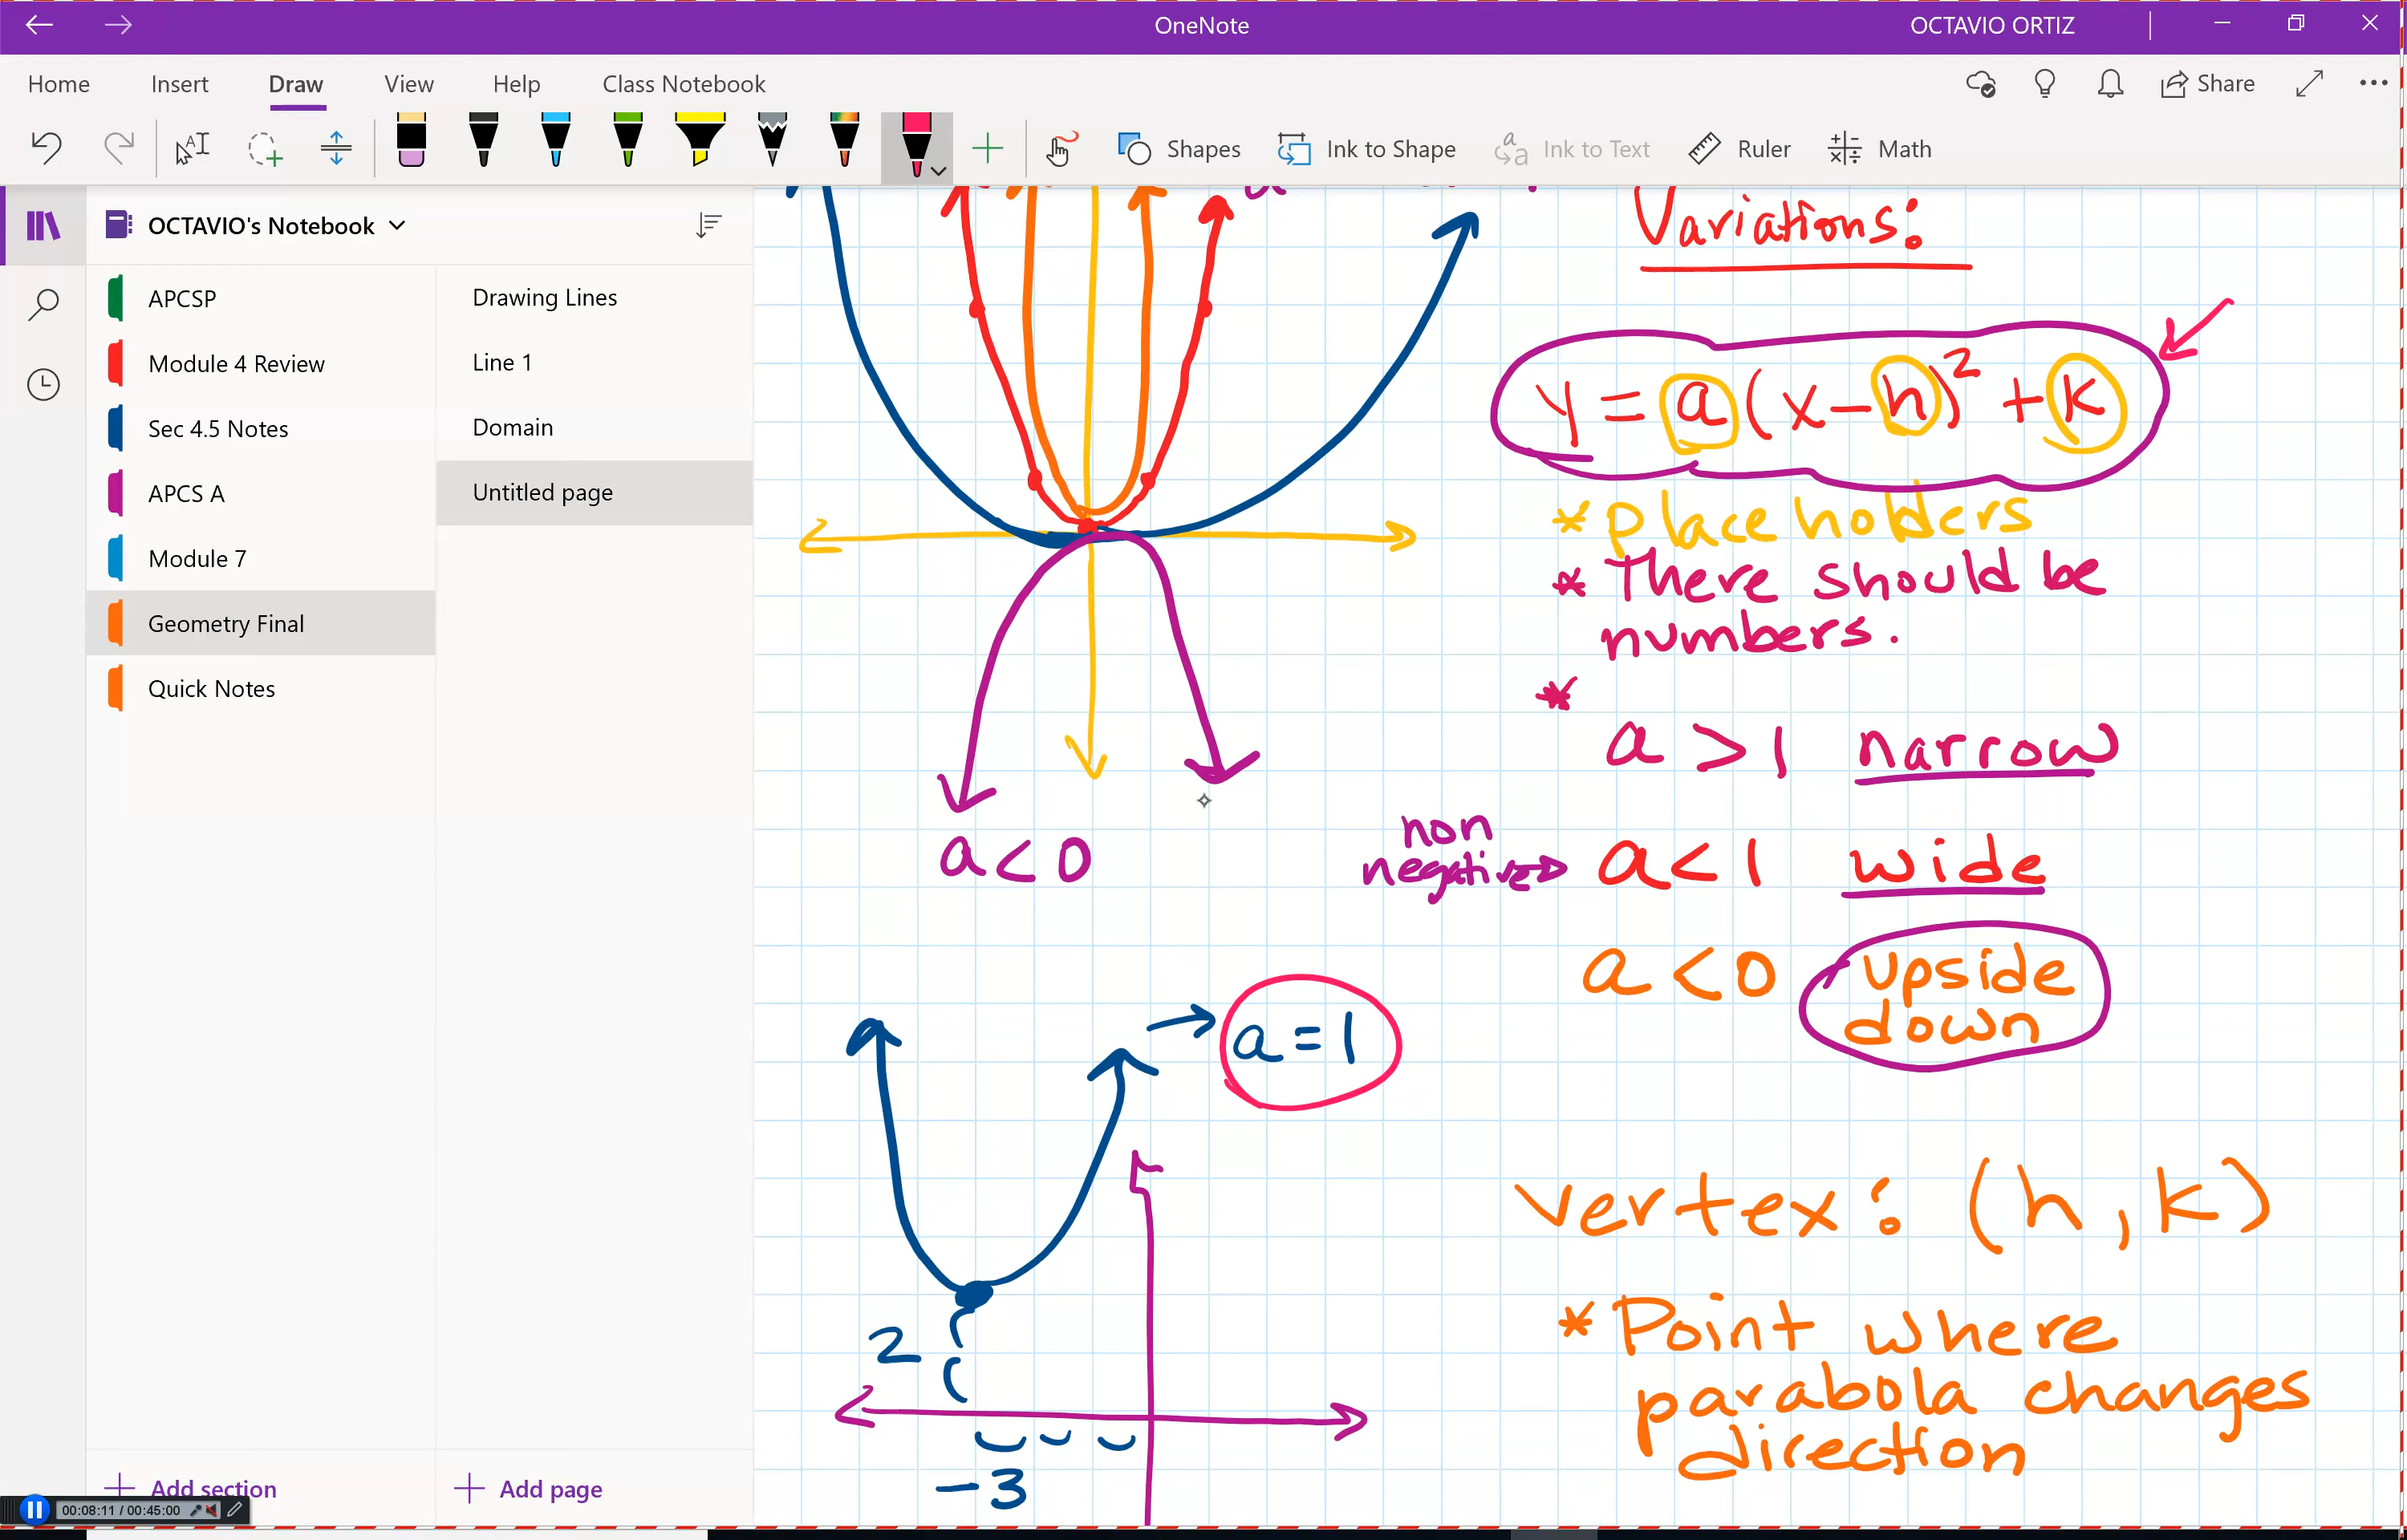 OneNote
OCTAVIO ORTIZ
Home Insert Draw View Help Class Notebook
Share
Shapes Ink to Shape Ink to Text Ruler Math
OCTAVIO's Notebook
APCSP
Module 4 Review
Sec 4.5 Notes
APCS A
Module 7
Geometry Final
Quick Notes
Add section
Drawing Lines
Line 1
Domain
Untitled page
Add page
a < 0
a = 1
2
-3
Variations:
y = a (x - h)² + k
* place holders
* There should be
numbers.
*
a > 1 narrow
non
negative → a < 1 wide
a < 0 upside
down
vertex: (h, k)
* Point where
parabola changes
direction
00:08:11 / 00:45:00